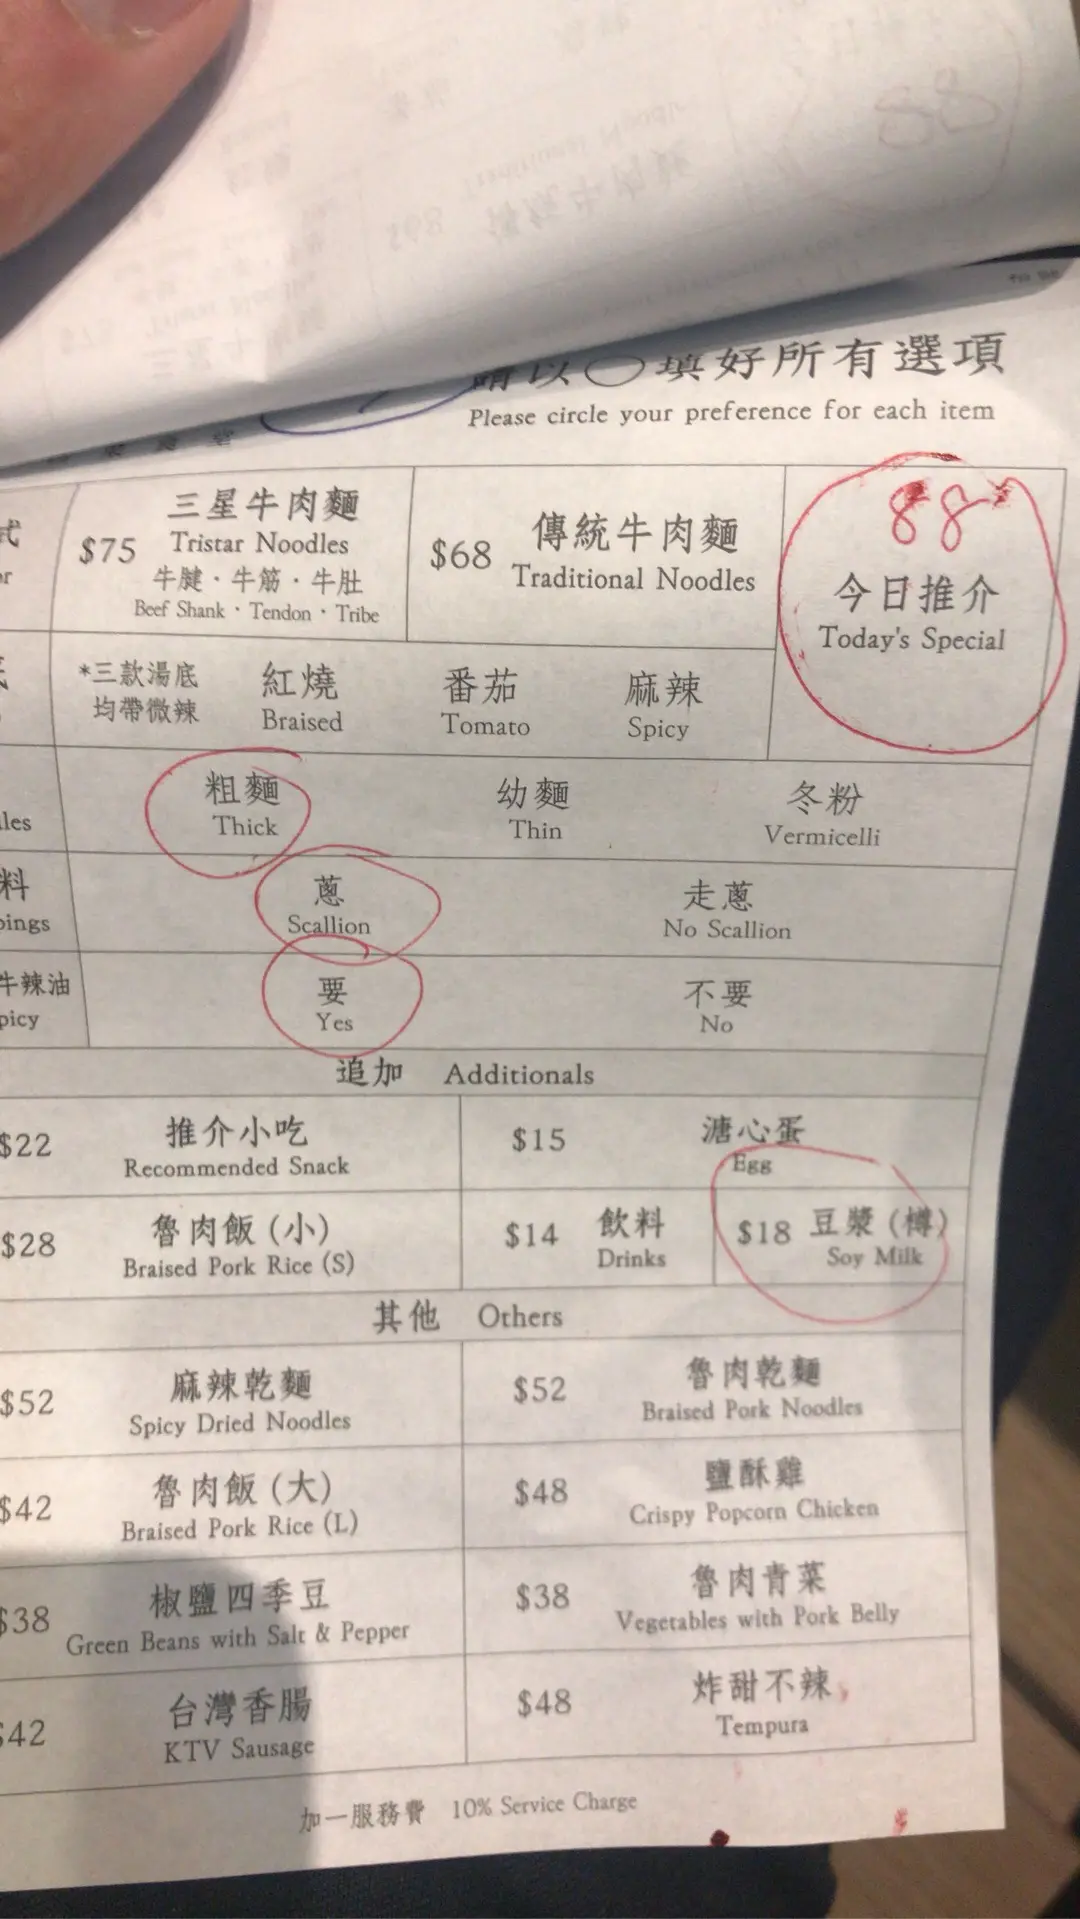 88
請以○填好所有選項
Please circle your preference for each item
88
式
or
$75 三星牛肉麵
Tristar Noodles
牛腱・牛筋・牛肚
Beef Shank・Tendon・Tribe
$68 傳統牛肉麵
Traditional Noodles
今日推介
Today's Special
*三款湯底
均帶微辣
紅燒
Braised
番茄
Tomato
麻辣
Spicy
粗麵
Thick
幼麵
Thin
冬粉
Vermicelli
料
蔥
Scallion
走蔥
No Scallion
牛辣油
要
Yes
不要
No
追加 Additionals
$22 推介小吃
Recommended Snack
$15 溏心蛋
Egg
$28 魯肉飯(小)
Braised Pork Rice (S)
$14 飲料
Drinks
$18 豆漿(樽)
Soy Milk
其他 Others
$52 麻辣乾麵
Spicy Dried Noodles
$52 魯肉乾麵
Braised Pork Noodles
$42 魯肉飯(大)
Braised Pork Rice (L)
$48 鹽酥雞
Crispy Popcorn Chicken
$38 椒鹽四季豆
Green Beans with Salt & Pepper
$38 魯肉青菜
Vegetables with Pork Belly
$42 台灣香腸
KTV Sausage
$48 炸甜不辣
Tempura
加一服務費 10% Service Charge